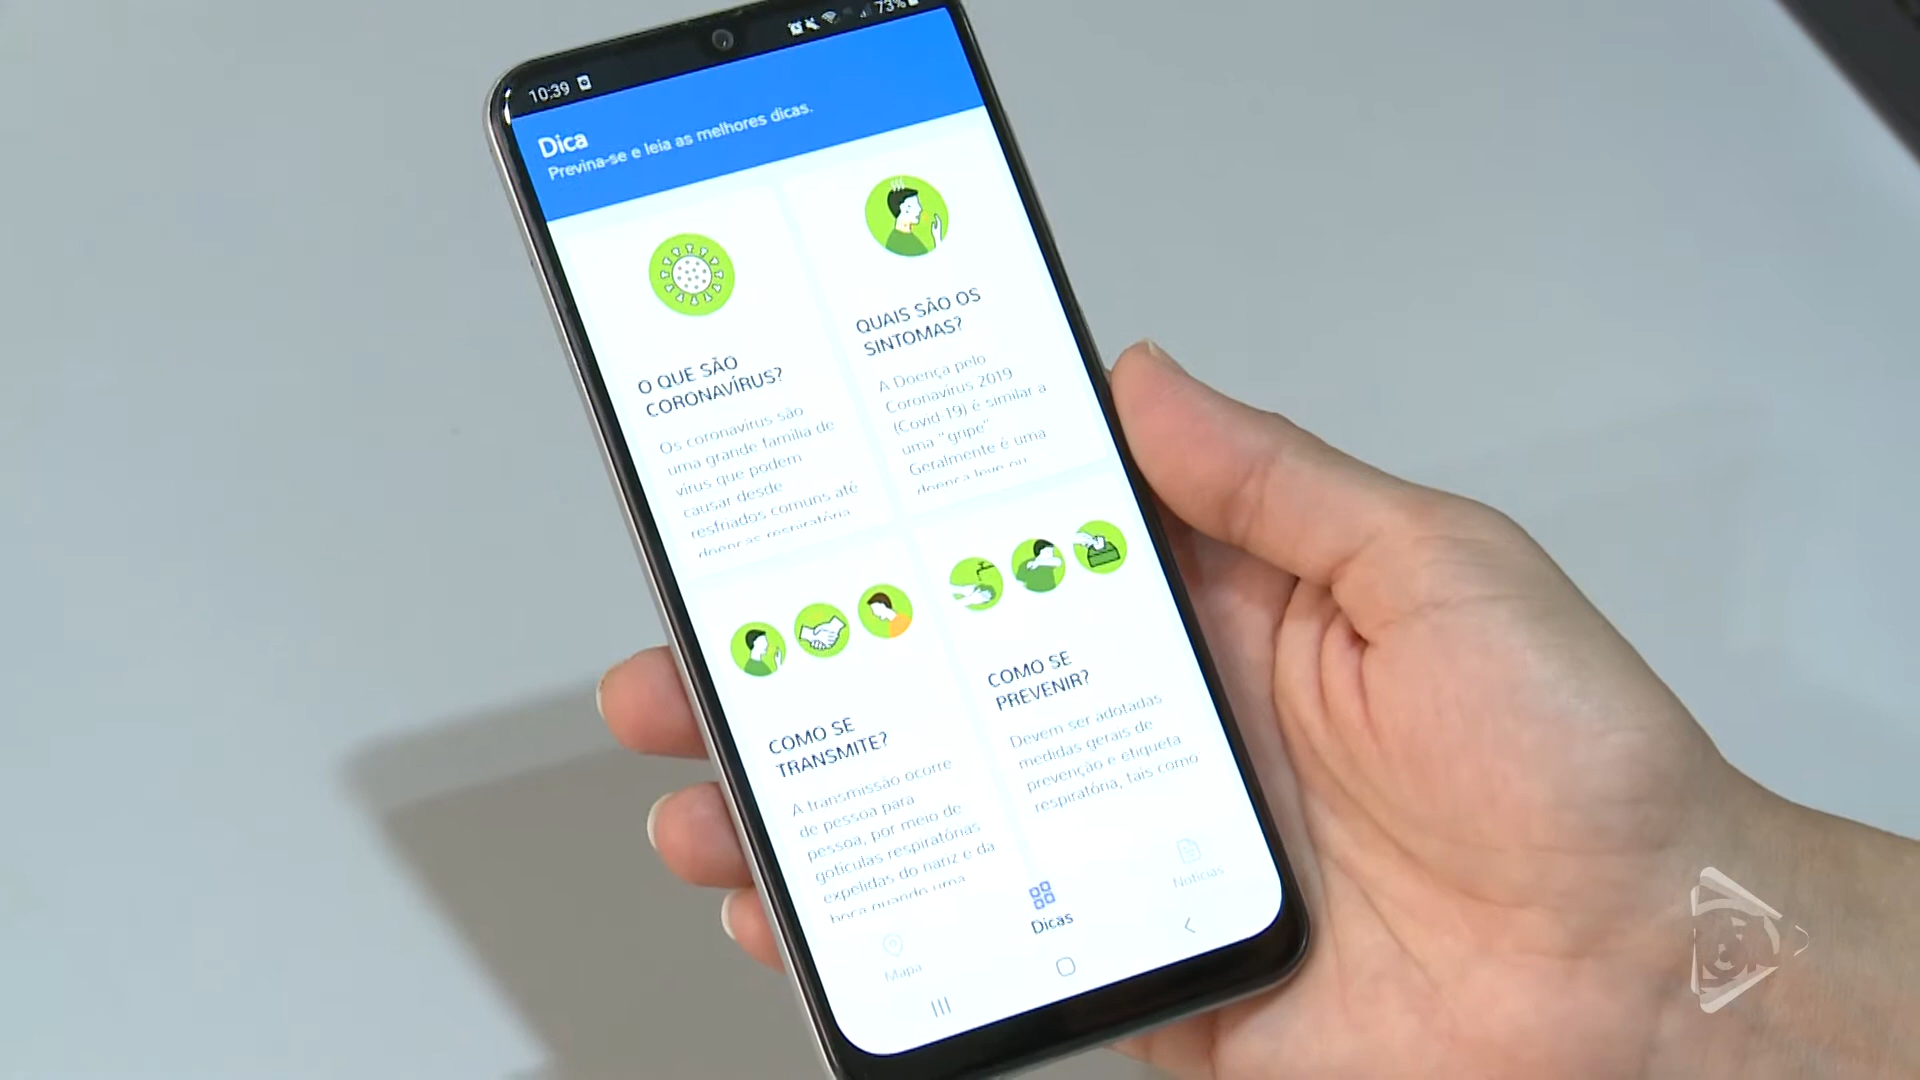 10:39
73%
Dica
Previna-se e leia as melhores dicas.
O QUE SÃO
CORONAVÍRUS?
Os coronavírus são
uma grande família de
vírus que podem
causar desde
resfriados comuns até
doenças respiratória
QUAIS SÃO OS
SINTOMAS?
A Doença pelo
Coronavírus 2019
(Covid-19) é similar a
uma "gripe"
Geralmente é uma
doença leve ou
COMO SE
TRANSMITE?
A transmissão ocorre
de pessoa para
pessoa, por meio de
gotículas respiratórias
expelidas do nariz e da
boca quando uma
COMO SE
PREVENIR?
Devem ser adotadas
medidas gerais de
prevenção e etiqueta
respiratória, tais como
Mapa
Dicas
Notícias